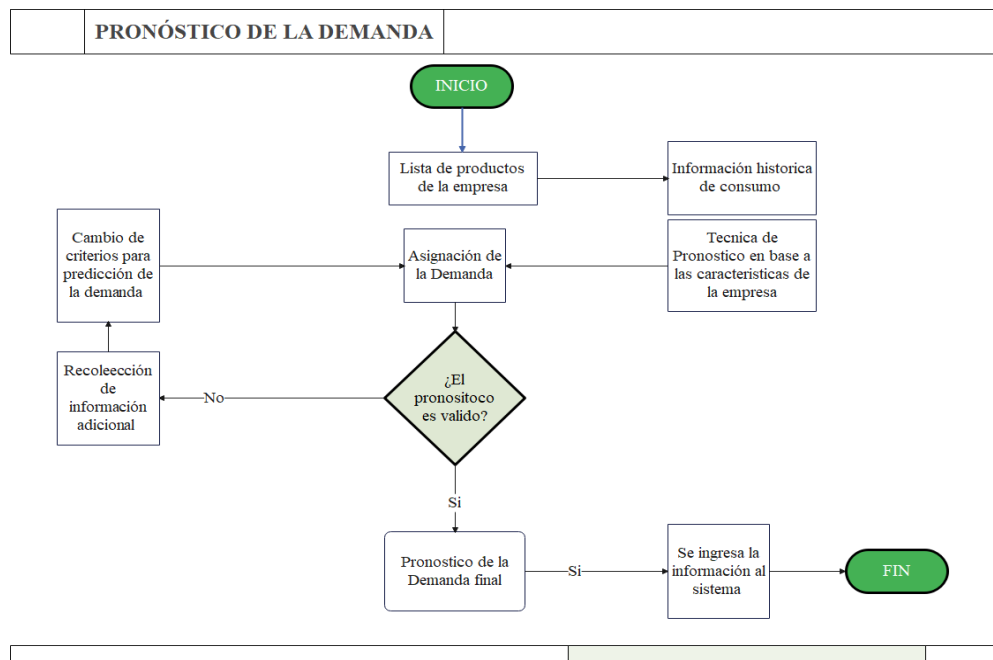 PRONÓSTICO DE LA DEMANDA
INICIO
Lista de productos
de la empresa
Información historica
de consumo
Cambio de
criterios para
predicción de
la demanda
Asignación de
la Demanda
Tecnica de
Pronostico en base a
las caracteristicas de
la empresa
Recoleección
de
información
adicional
No
¿El
pronositoco
es valido?
Si
Pronostico de la
Demanda final
Si
Se ingresa la
información al
sistema
FIN